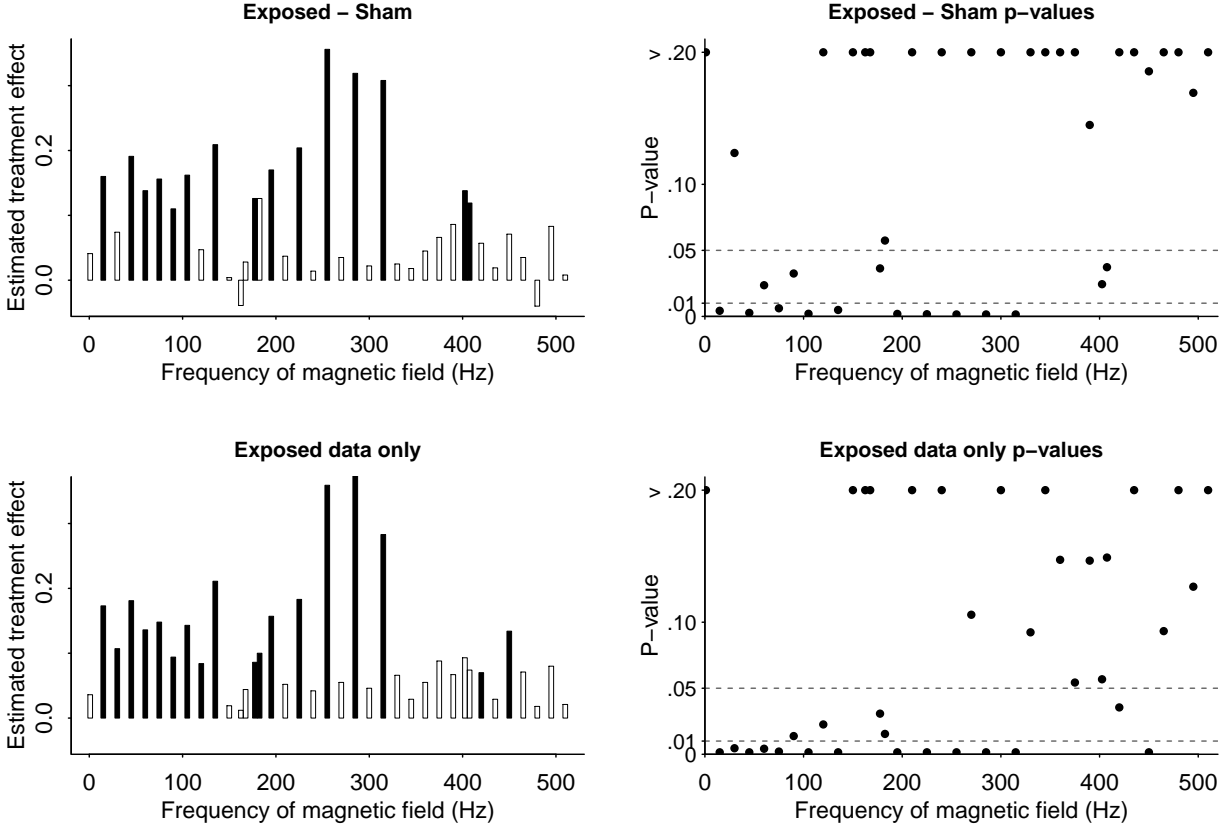 Exposed − Sham
Estimated treatment effect
0.0 0.2
0 100 200 300 400 500
Frequency of magnetic field (Hz)
Exposed − Sham p−values
P−value
> .20
.10
.05
.01
0
0 100 200 300 400 500
Frequency of magnetic field (Hz)
Exposed data only
Estimated treatment effect
0.0 0.2
0 100 200 300 400 500
Frequency of magnetic field (Hz)
Exposed data only p−values
P−value
> .20
.10
.05
.01
0
0 100 200 300 400 500
Frequency of magnetic field (Hz)